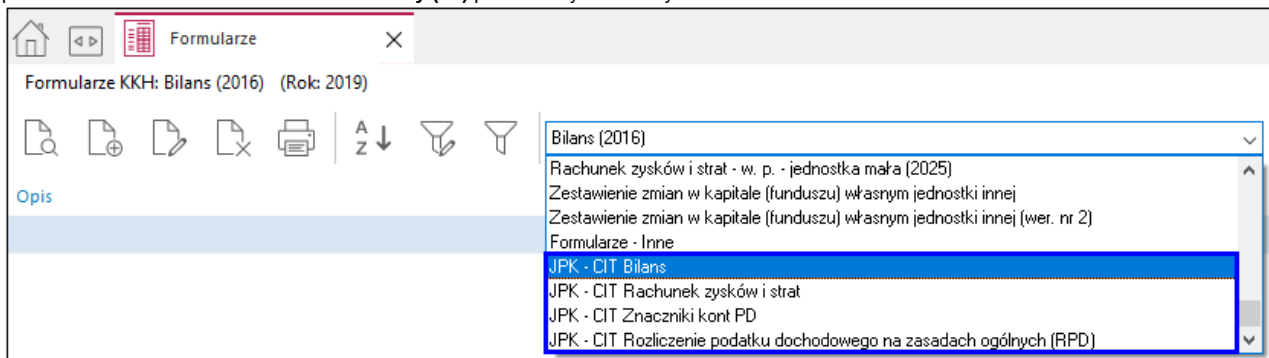 Formularze
Formularze KKH: Bilans (2016) (Rok: 2019)
A
Z
Bilans (2016)
Opis
Rachunek zysków i strat - w. p. - jednostka mała (2025)
Zestawienie zmian w kapitale (funduszu) własnym jednostki innej
Zestawienie zmian w kapitale (funduszu) własnym jednostki innej (wer. nr 2)
Formularze - Inne
JPK - CIT Bilans
JPK - CIT Rachunek zysków i strat
JPK - CIT Znaczniki kont PD
JPK - CIT Rozliczenie podatku dochodowego na zasadach ogólnych (RPD)